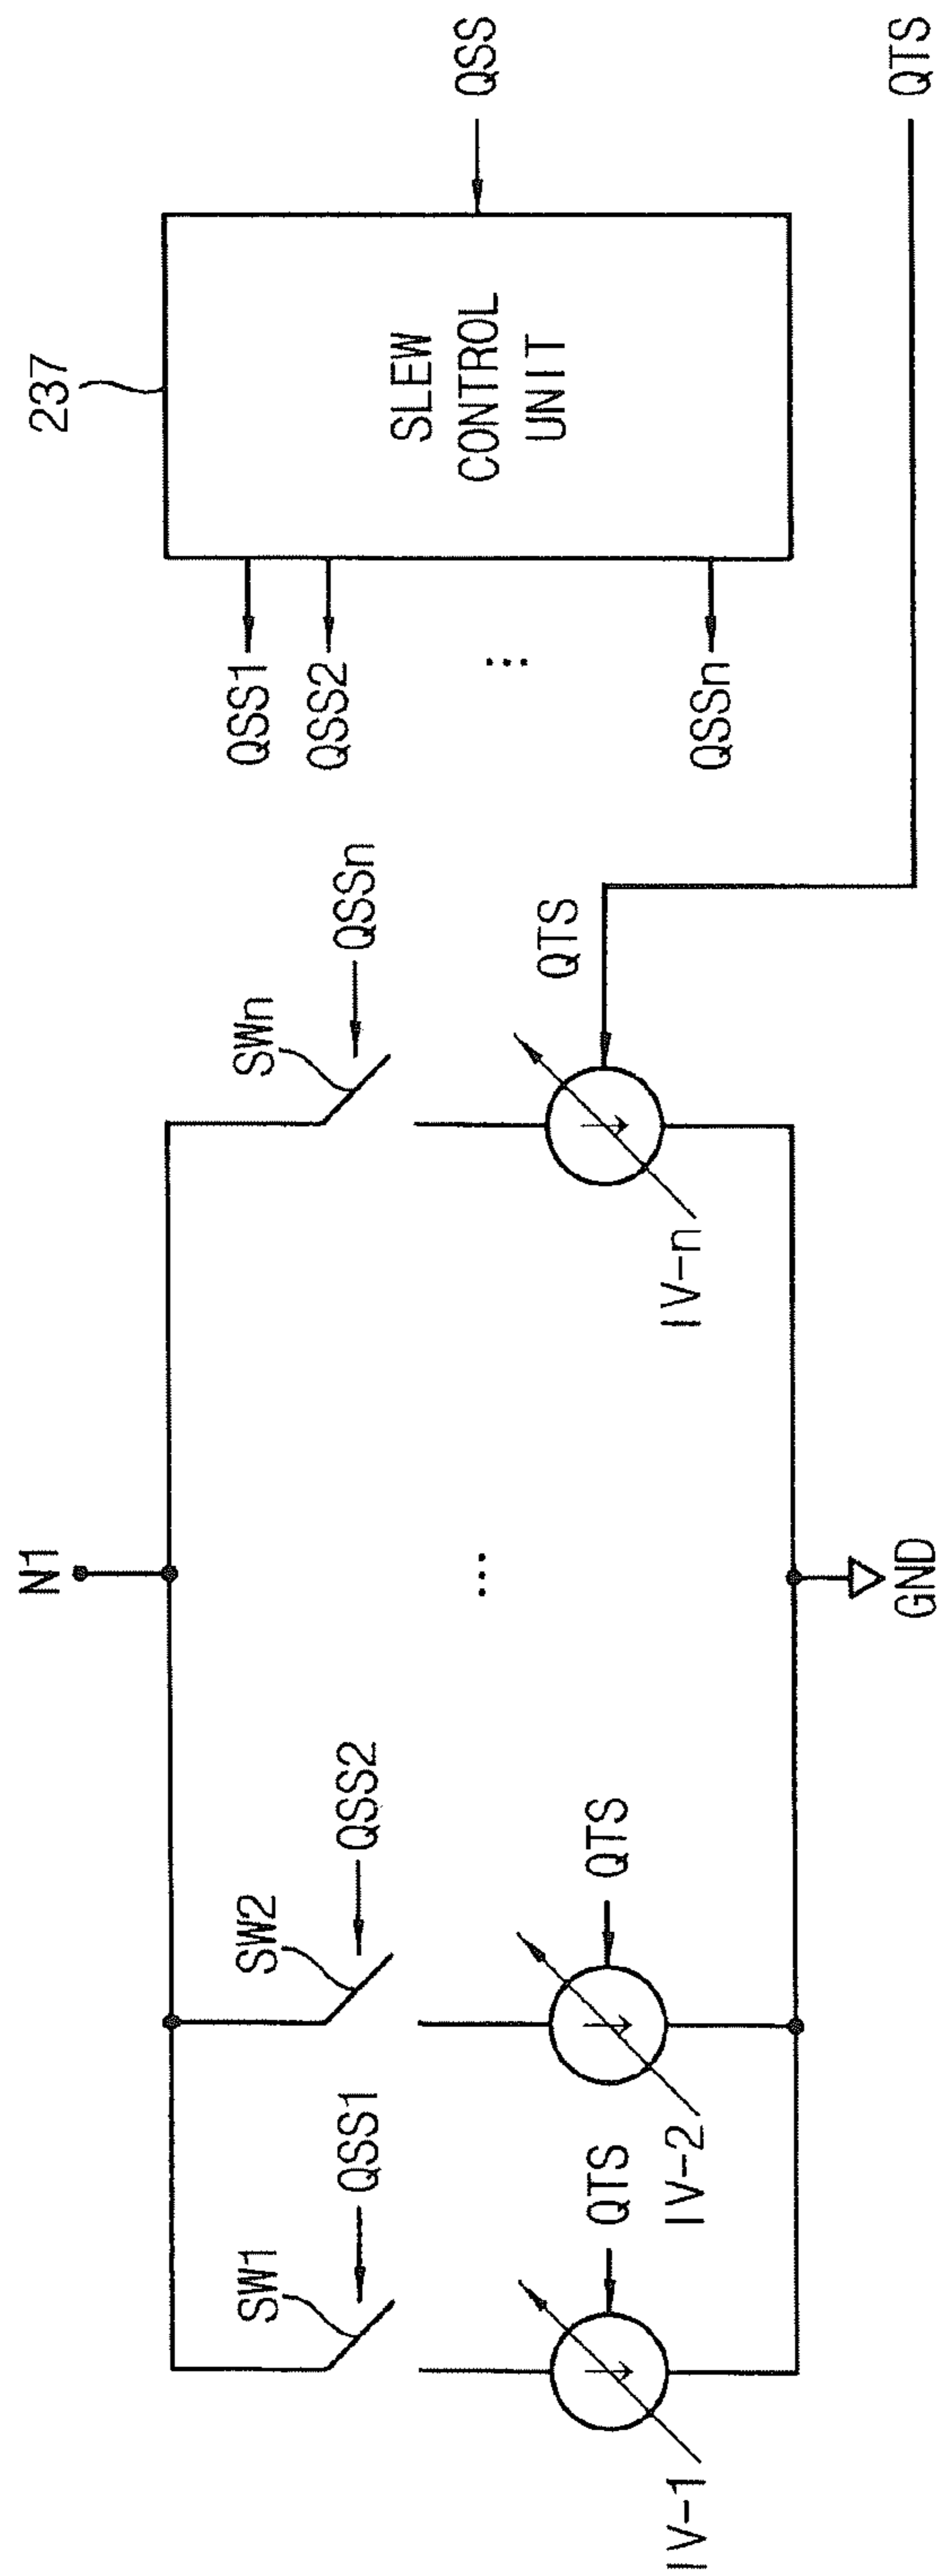 N1
SW1
QSS1
SW2
QSS2
...
SWn
QSSn
QTS
IV-1
QTS
IV-2
QTS
IV-n
GND
237
SLEW
CONTROL
UNIT
QSS1
QSS2
...
QSSn
QSS
QTS